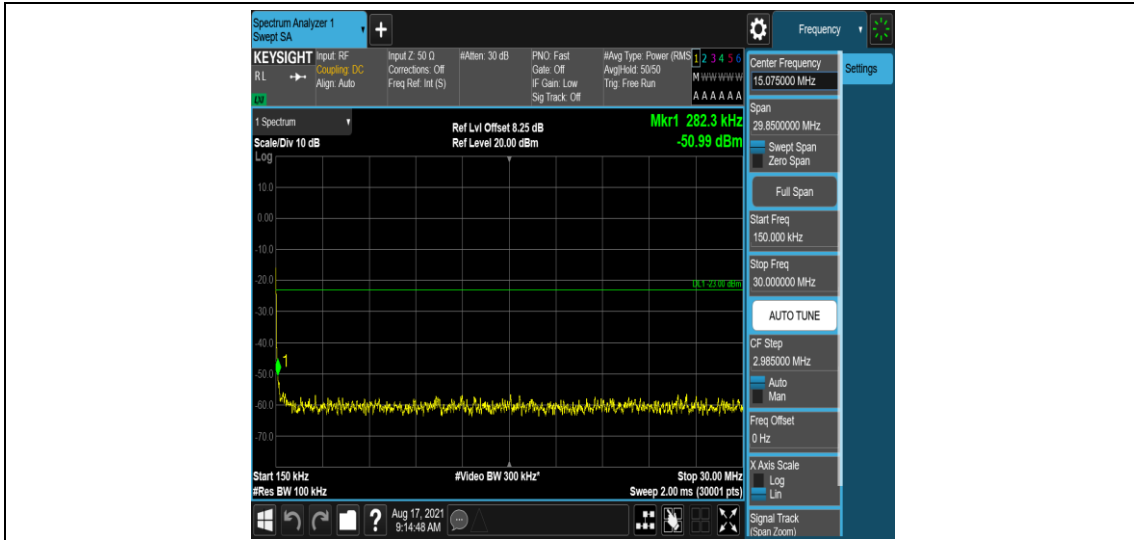 Spectrum Analyzer 1
Swept SA
Frequency
KEYSIGHT
Input: RF
Coupling: DC
Align: Auto
R L
Input Z: 50 Ω
Corrections: Off
Freq Ref: Int (S)
#Atten: 30 dB
PNO: Fast
Gate: Off
IF Gain: Low
Sig Track: Off
#Avg Type: Power (RMS
Avg|Hold: 50/50
Trig: Free Run
1 2 3 4 5 6
M W W W W W
A A A A A A
1 Spectrum
Scale/Div 10 dB
Log
Ref Lvl Offset 8.25 dB
Ref Level 20.00 dBm
Mkr1 282.3 kHz
-50.99 dBm
10.0
0.00
-10.0
-20.0
DL1 -23.00 dBm
-30.0
-40.0
1
-50.0
-60.0
-70.0
Start 150 kHz
#Res BW 100 kHz
#Video BW 300 kHz*
Stop 30.00 MHz
Sweep 2.00 ms (30001 pts)
Aug 17, 2021
9:14:48 AM
Center Frequency
15.075000 MHz
Settings
Span
29.8500000 MHz
Swept Span
Zero Span
Full Span
Start Freq
150.000 kHz
Stop Freq
30.000000 MHz
AUTO TUNE
CF Step
2.985000 MHz
Auto
Man
Freq Offset
0 Hz
X Axis Scale
Log
Lin
Signal Track
(Span Zoom)